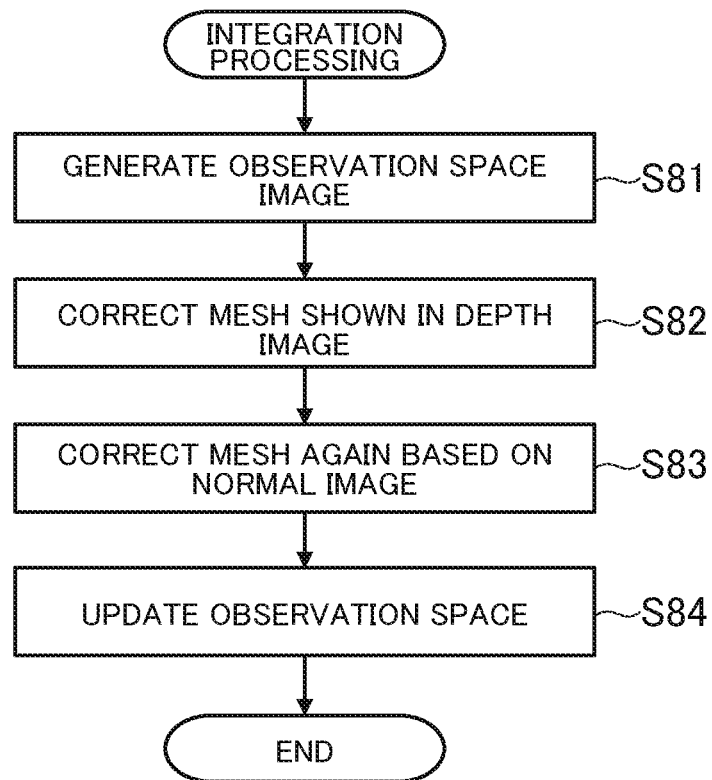 INTEGRATION
PROCESSING
GENERATE OBSERVATION SPACE
IMAGE
S81
CORRECT MESH SHOWN IN DEPTH
IMAGE
S82
CORRECT MESH AGAIN BASED ON
NORMAL IMAGE
S83
UPDATE OBSERVATION SPACE
S84
END